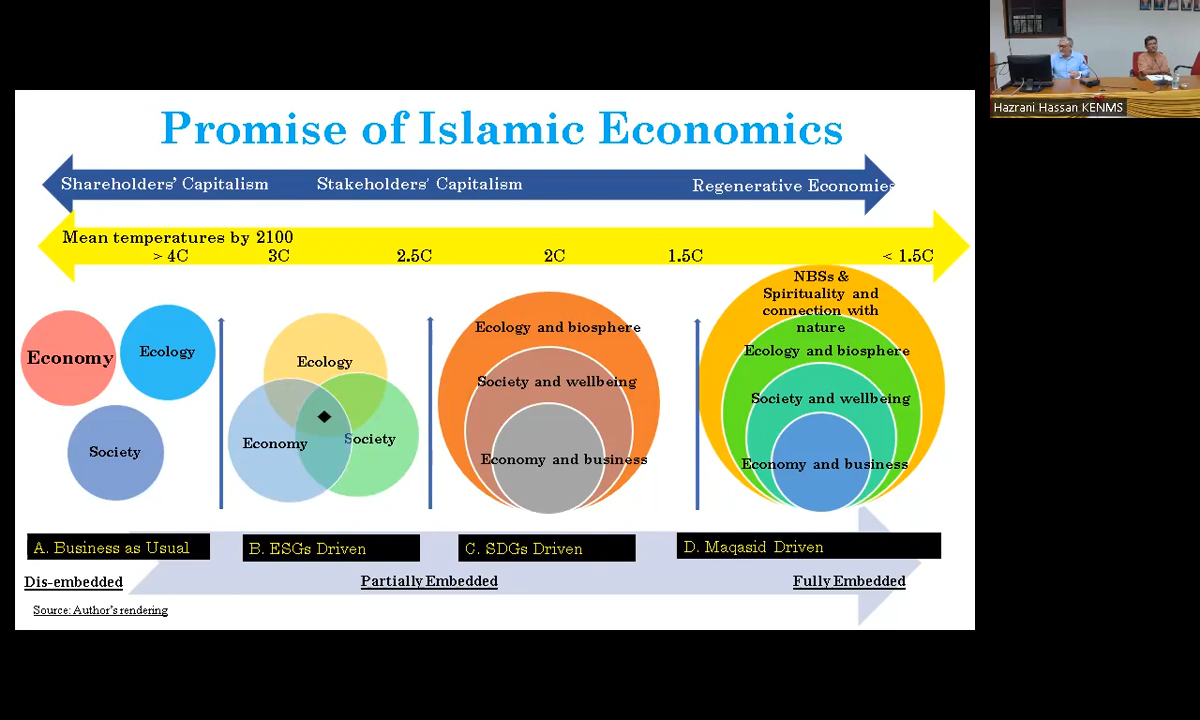 Promise of Islamic Economics
Shareholders' Capitalism
Stakeholders' Capitalism
Regenerative Economies
Mean temperatures by 2100
> 4C 3C 2.5C 2C 1.5C < 1.5C
Economy
Ecology
Society
Ecology
Economy
Society
Ecology and biosphere
Society and wellbeing
Economy and business
NBSs &
Spirituality and
connection with
nature
Ecology and biosphere
Society and wellbeing
Economy and business
A. Business as Usual
B. ESGs Driven
C. SDGs Driven
D. Maqasid Driven
Dis-embedded
Partially Embedded
Fully Embedded
Source: Author's rendering
Hazrani Hassan KENMS